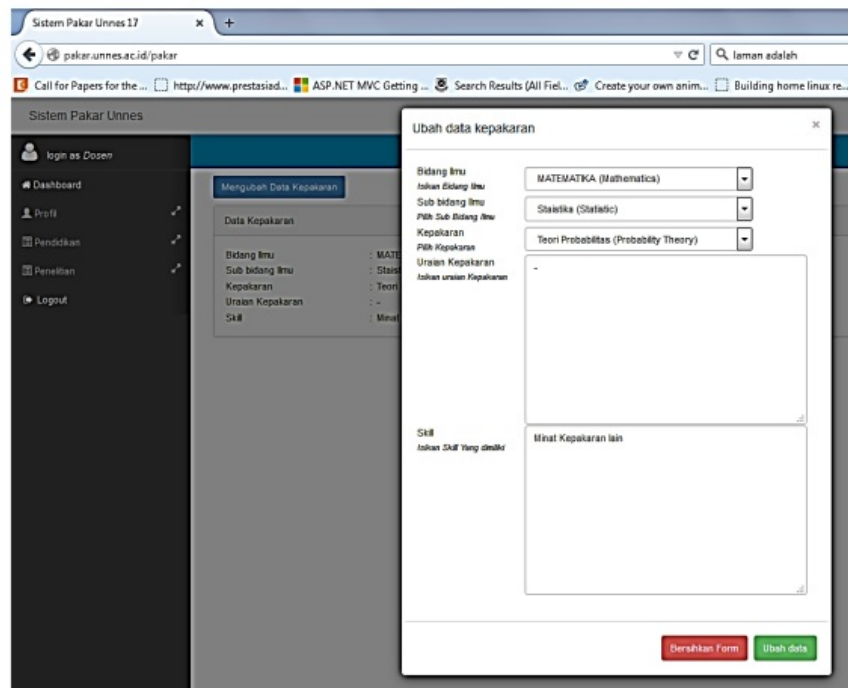 Sistem Pakar Unnes 17 × +
pakar.unnes.ac.id/pakar
laman adalah
Call for Papers for the ... http://www.prestasiad... ASP.NET MVC Getting ... Search Results (All Fiel... Create your own anim... Building home linux re...
Sistem Pakar Unnes
login as Dosen
Dashboard
Profil
Pendidikan
Penelitian
Logout
Mengubah Data Kepakaran
Data Kepakaran
Bidang Ilmu : MATE
Sub bidang Ilmu : Stais
Kepakaran : Teori
Uraian Kepakaran : -
Skill : Minat
Ubah data kepakaran ×
Bidang Ilmu
Isikan Bidang Ilmu
MATEMATIKA (Mathematics)
Sub bidang Ilmu
Pilih Sub Bidang Ilmu
Staistika (Statistic)
Kepakaran
Pilih Kepakaran
Teori Probabilitas (Probability Theory)
Uraian Kepakaran
Isikan uraian Kepakaran
-
Skill
Isikan Skill Yang dimiliki
Minat Kepakaran lain
Bersihkan Form
Ubah data